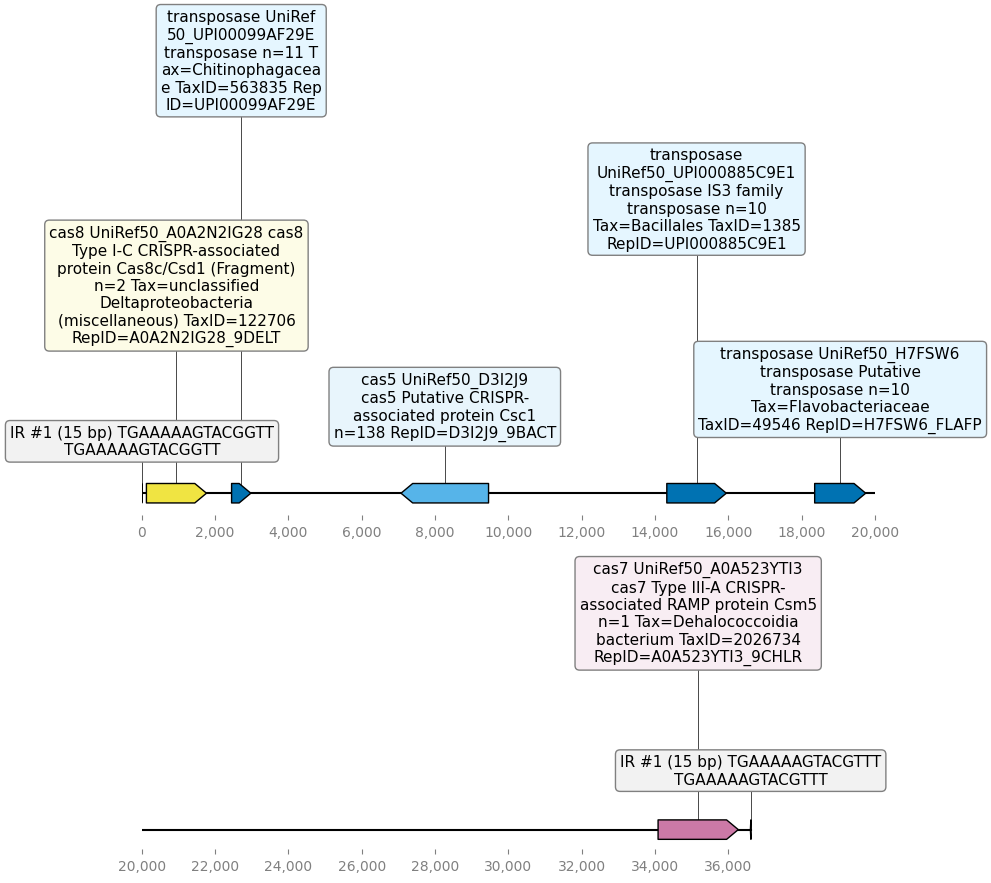 transposase UniRef
50_UPI00099AF29E
transposase n=11 T
ax=Chitinophagacea
e TaxID=563835 Rep
ID=UPI00099AF29E
transposase
UniRef50_UPI000885C9E1
transposase IS3 family
transposase n=10
Tax=Bacillales TaxID=1385
RepID=UPI000885C9E1
cas8 UniRef50_A0A2N2IG28 cas8
Type I-C CRISPR-associated
protein Cas8c/Csd1 (Fragment)
n=2 Tax=unclassified
Deltaproteobacteria
(miscellaneous) TaxID=122706
RepID=A0A2N2IG28_9DELT
transposase UniRef50_H7FSW6
transposase Putative
transposase n=10
Tax=Flavobacteriaceae
TaxID=49546 RepID=H7FSW6_FLAFP
cas5 UniRef50_D3I2J9
cas5 Putative CRISPR-
associated protein Csc1
n=138 RepID=D3I2J9_9BACT
IR #1 (15 bp) TGAAAAAGTACGGTT
TGAAAAAGTACGGTT
0 2,000 4,000 6,000 8,000 10,000 12,000 14,000 16,000 18,000 20,000
cas7 UniRef50_A0A523YTI3
cas7 Type III-A CRISPR-
associated RAMP protein Csm5
n=1 Tax=Dehalococcoidia
bacterium TaxID=2026734
RepID=A0A523YTI3_9CHLR
IR #1 (15 bp) TGAAAAAGTACGTTT
TGAAAAAGTACGTTT
20,000 22,000 24,000 26,000 28,000 30,000 32,000 34,000 36,000